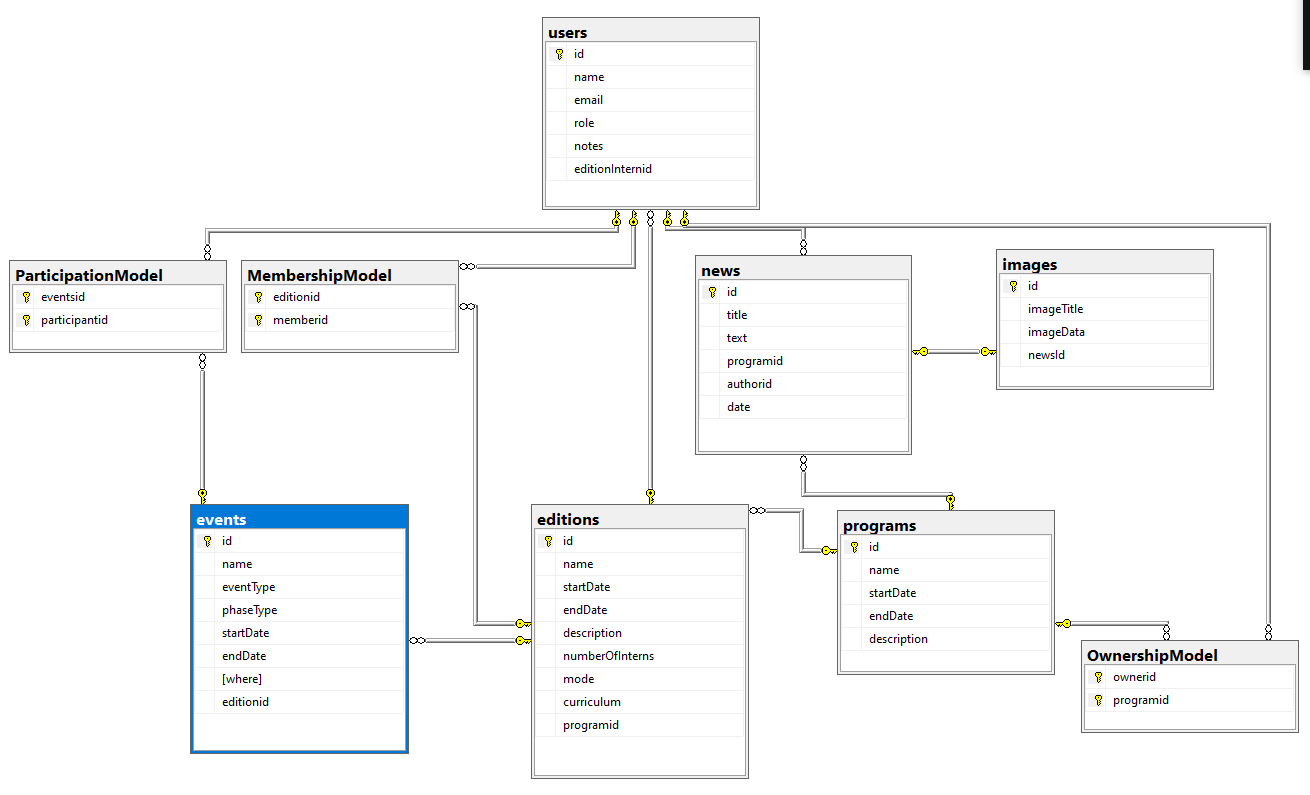 users
id
name
email
role
notes
editionInternid
ParticipationModel
eventsid
participantid
MembershipModel
editionid
memberid
news
id
title
text
programid
authorid
date
images
id
imageTitle
imageData
newsId
events
id
name
eventType
phaseType
startDate
endDate
[where]
editionid
editions
id
name
startDate
endDate
description
numberOfInterns
mode
curriculum
programid
programs
id
name
startDate
endDate
description
OwnershipModel
ownerid
programid